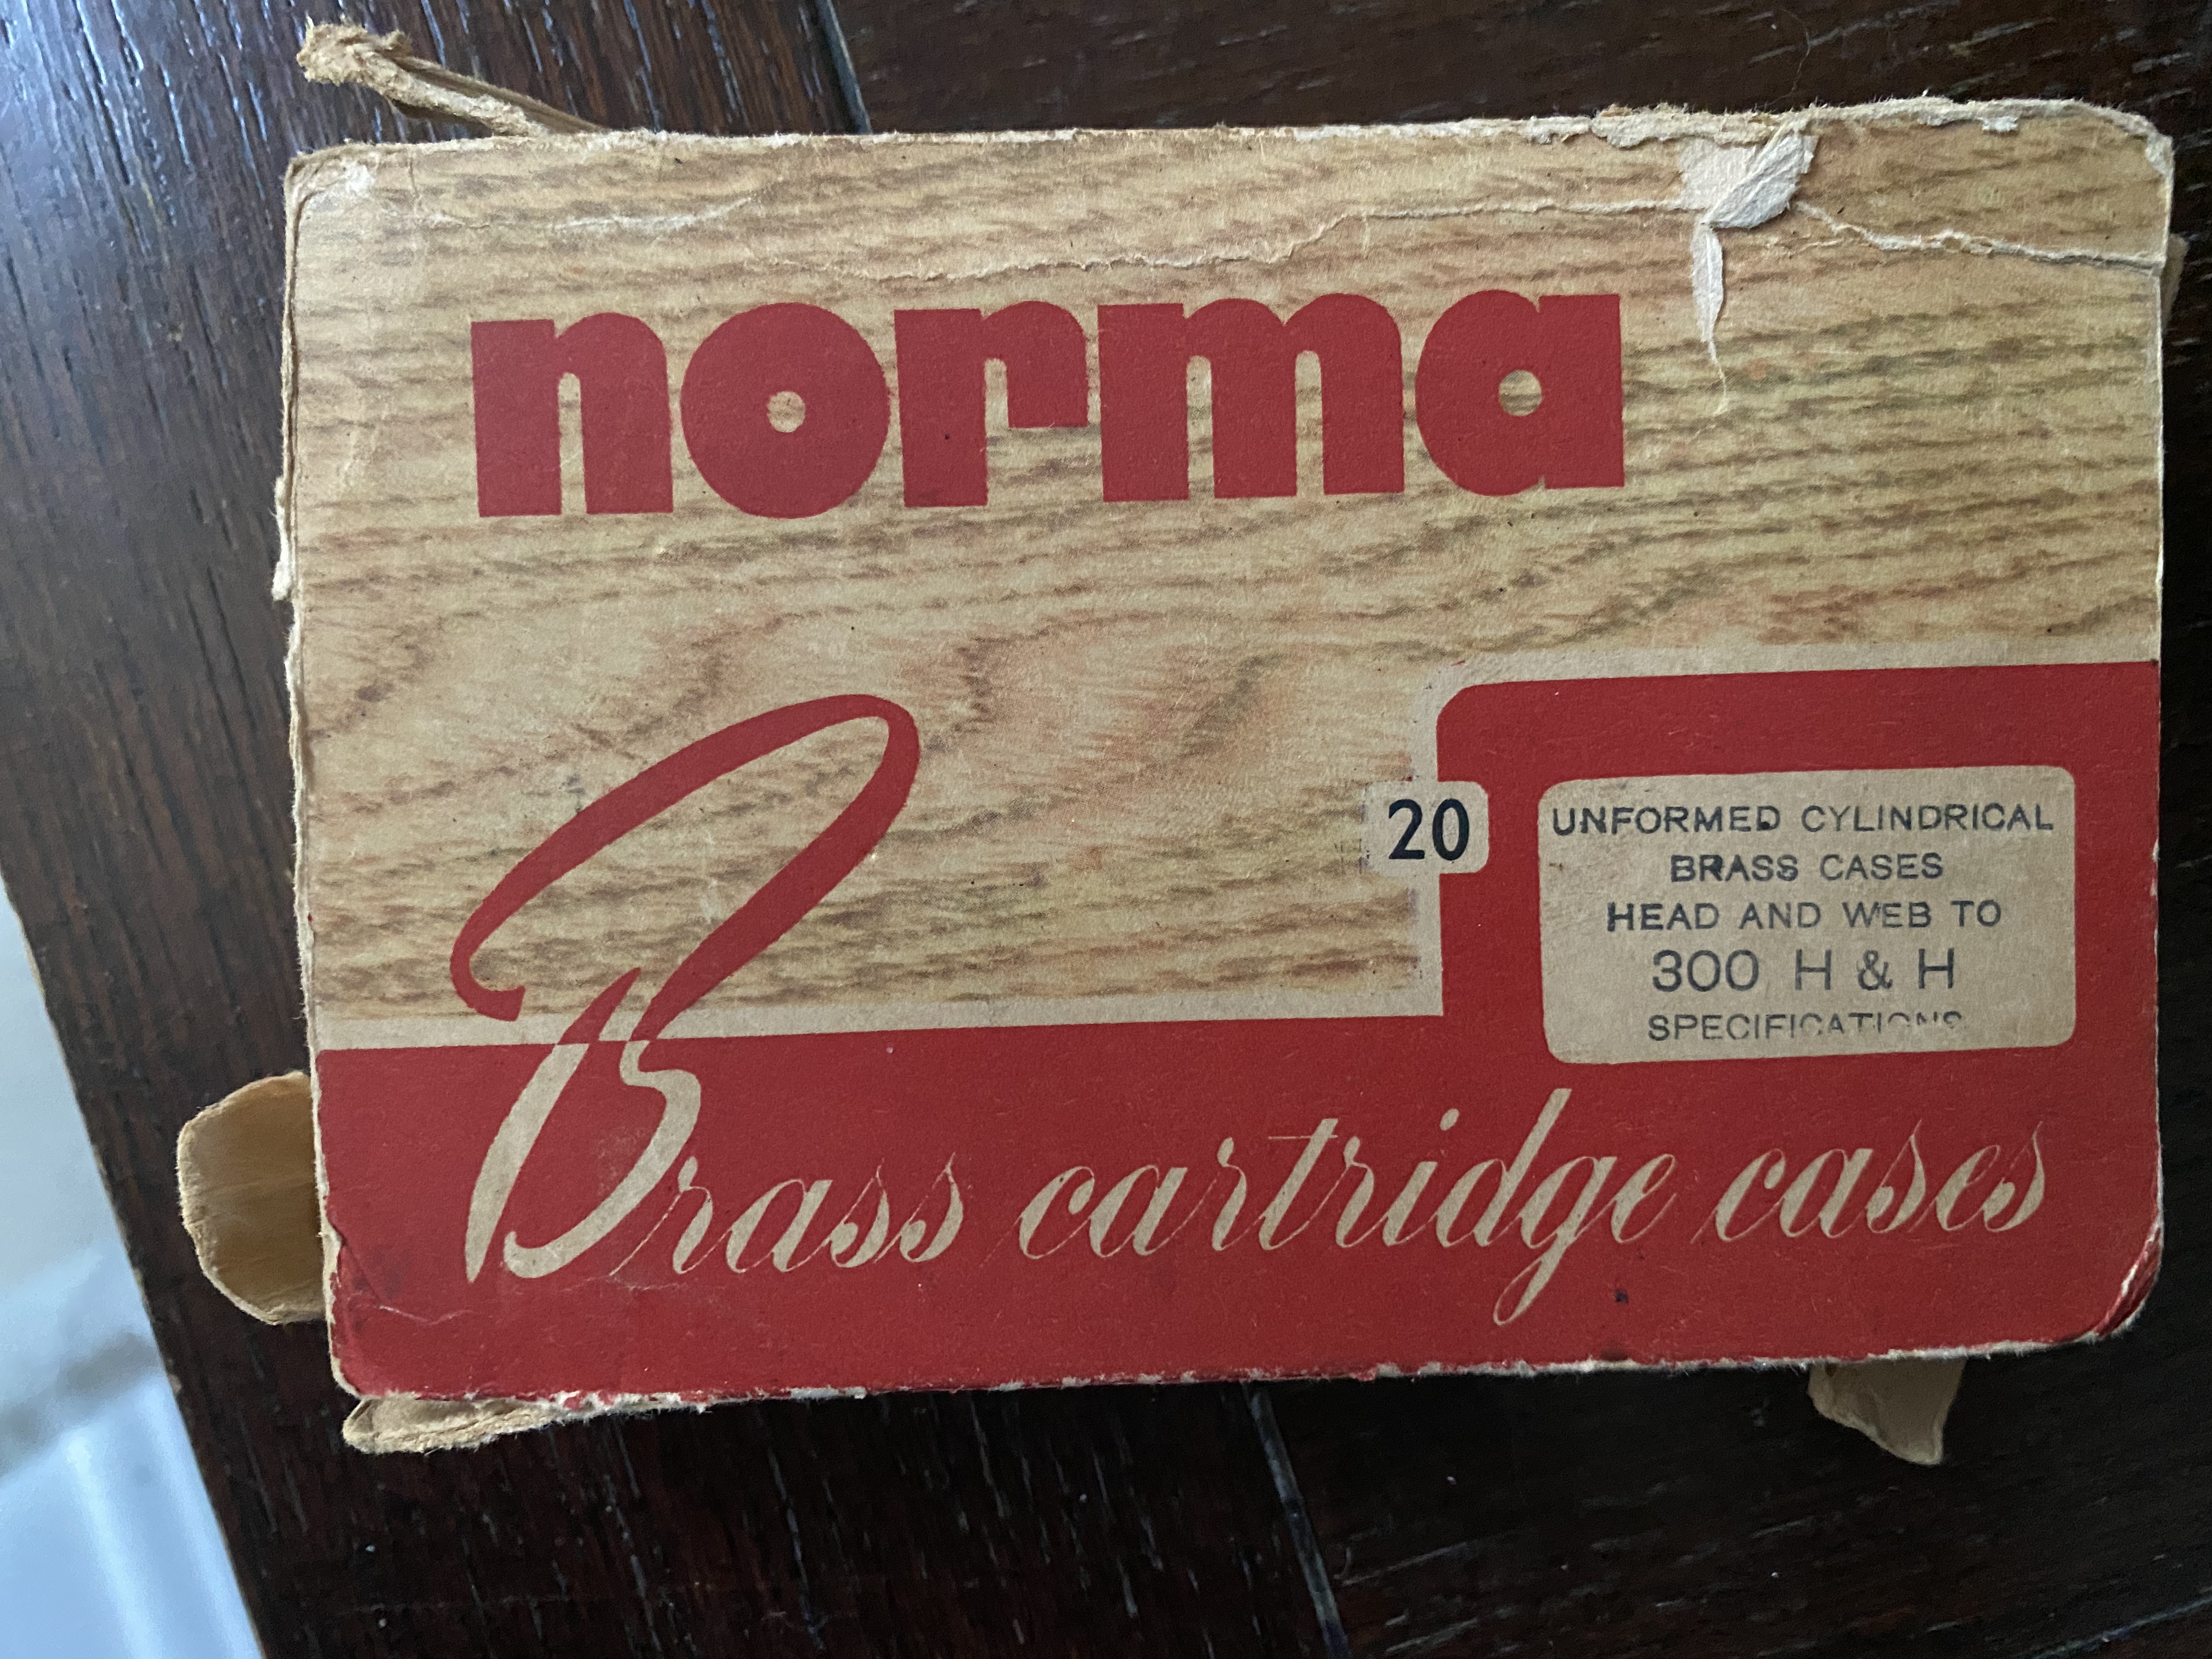 norma
20
UNFORMED CYLINDRICAL
BRASS CASES
HEAD AND WEB TO
300 H & H
SPECIFICATIONS
Brass cartridge cases